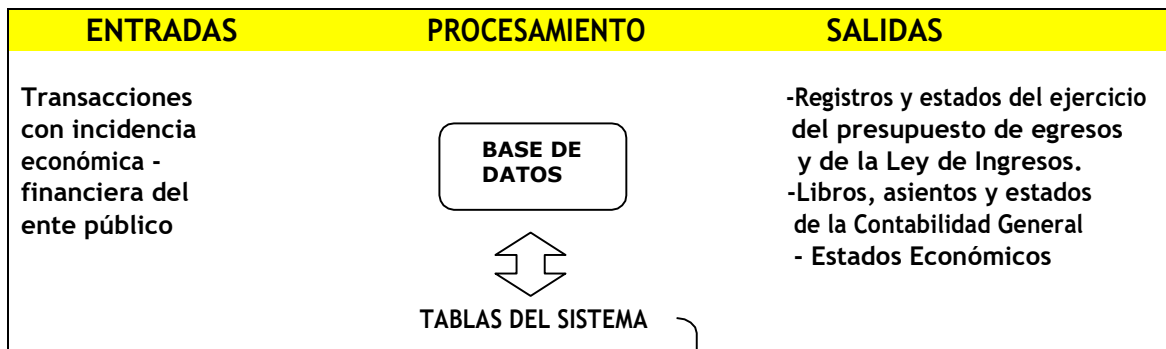 ENTRADAS PROCESAMIENTO SALIDAS
Transacciones
con incidencia
económica -
financiera del
ente público
BASE DE
DATOS
TABLAS DEL SISTEMA
-Registros y estados del ejercicio
del presupuesto de egresos
y de la Ley de Ingresos.
-Libros, asientos y estados
de la Contabilidad General
- Estados Económicos